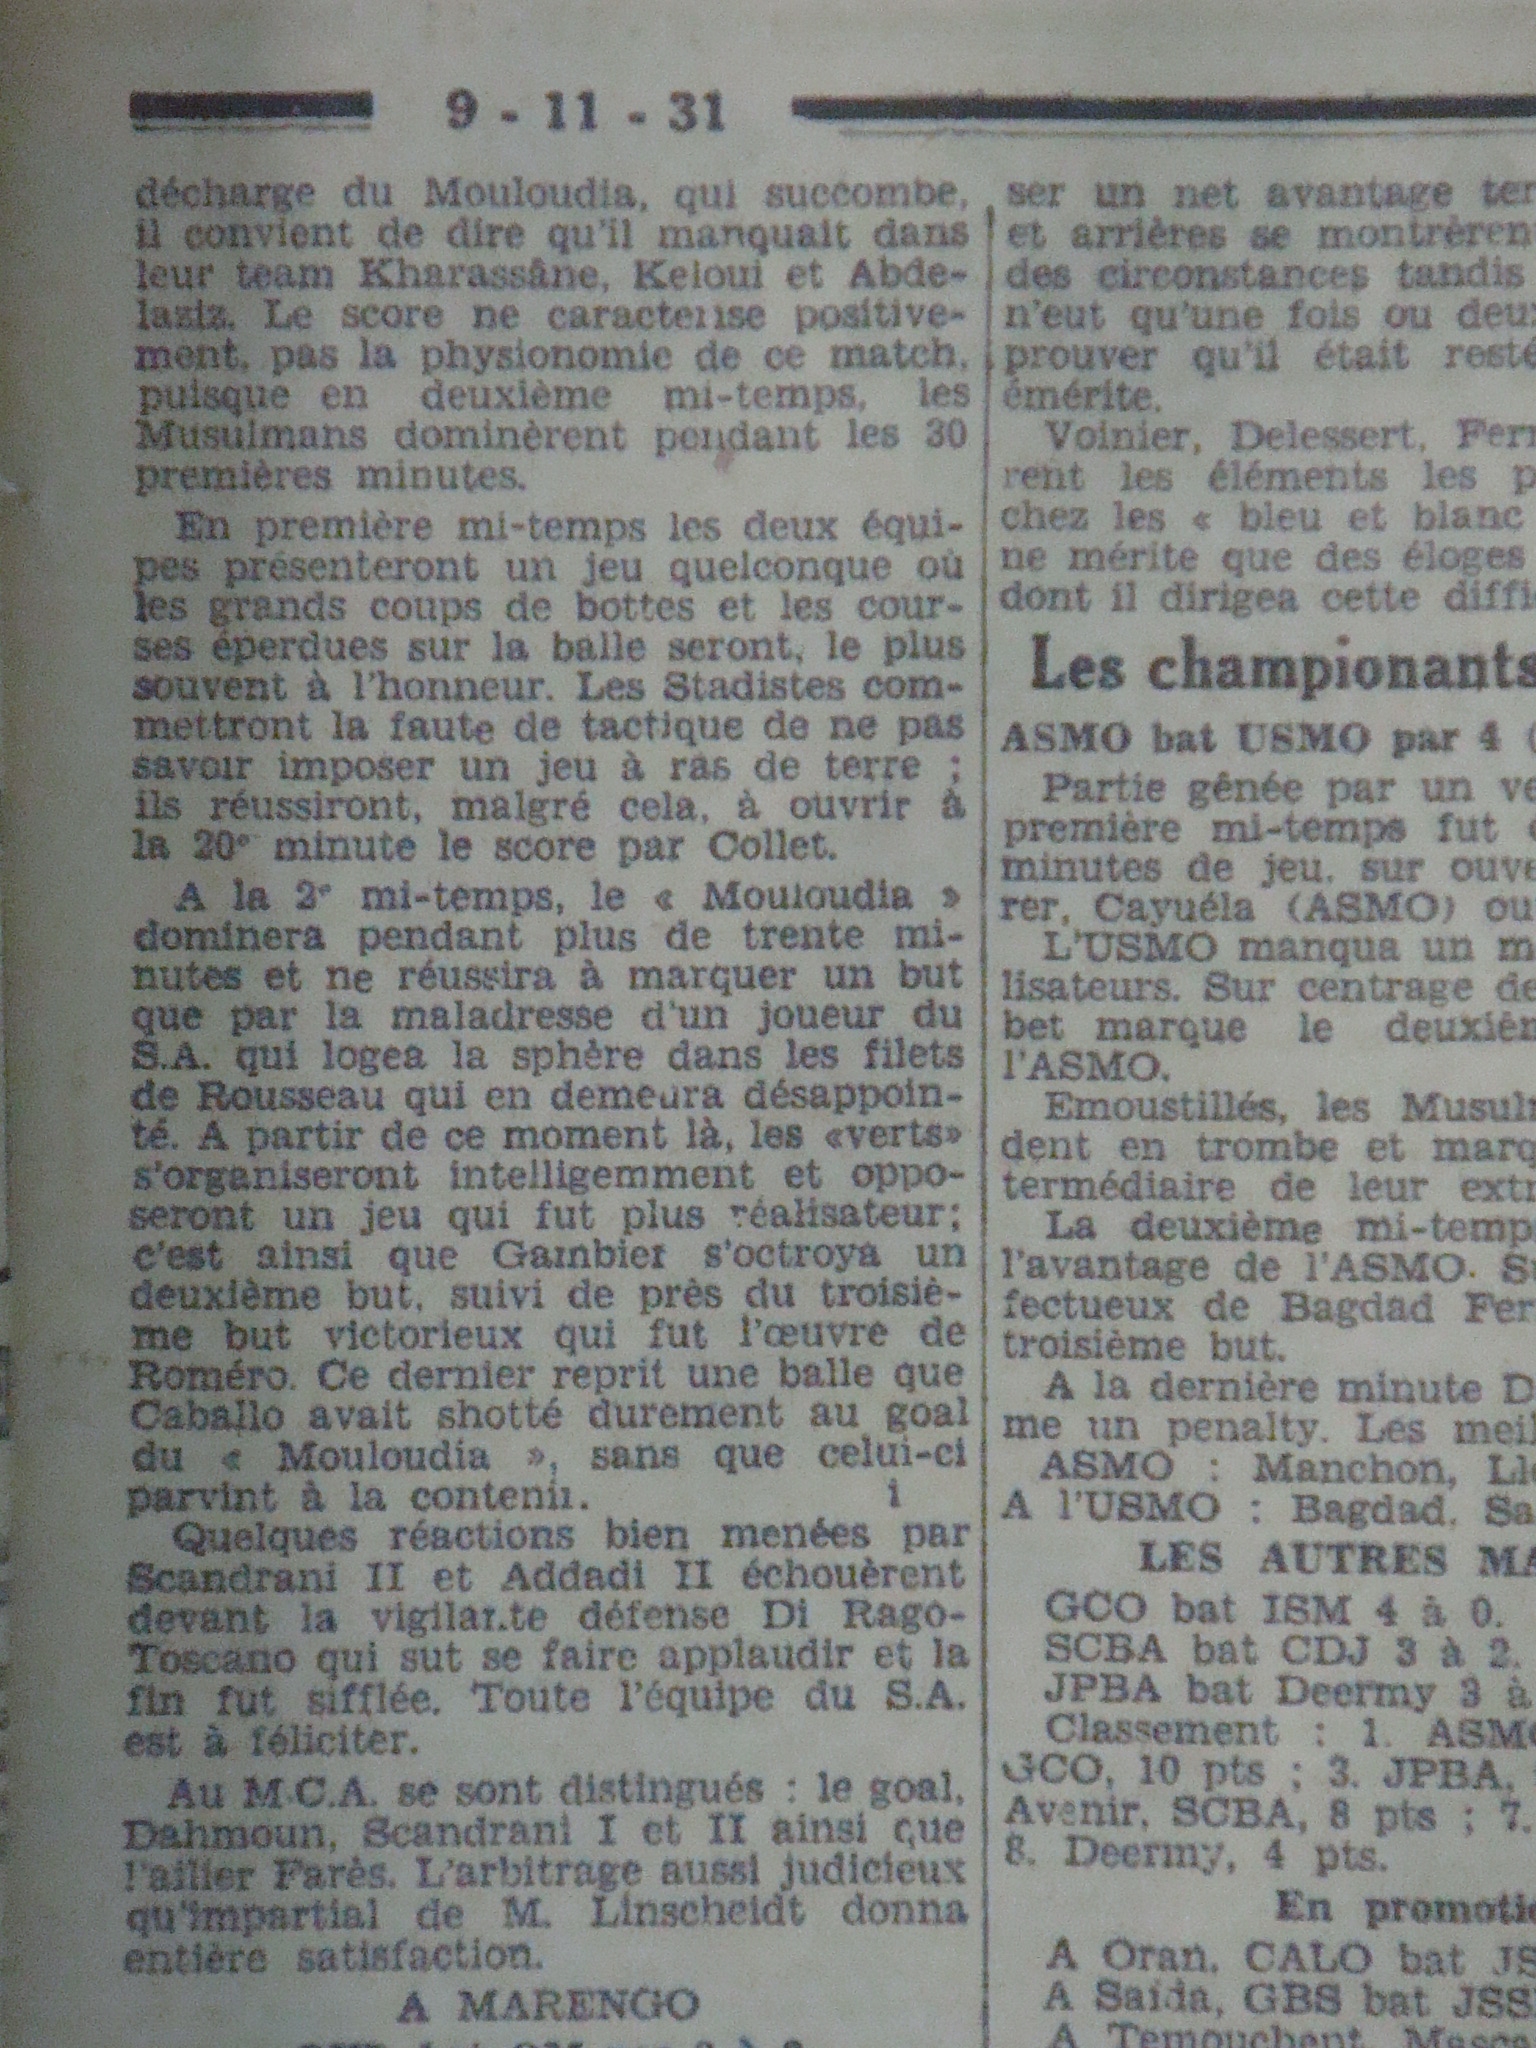 9 - 11 - 31
décharge du Mouloudia, qui succombe,
il convient de dire qu'il manquait dans
leur team Kharassâne, Keloui et Abde-
laziz. Le score ne caracterise positive-
ment, pas la physionomie de ce match,
puisque en deuxième mi-temps, les
Musulmans dominèrent pendant les 30
premières minutes.
En première mi-temps les deux équi-
pes présenteront un jeu quelconque où
les grands coups de bottes et les cour-
ses éperdues sur la balle seront, le plus
souvent à l'honneur. Les Stadistes com-
mettront la faute de tactique de ne pas
savoir imposer un jeu à ras de terre ;
ils réussiront, malgré cela, à ouvrir à
la 20e minute le score par Collet.
A la 2e mi-temps, le « Mouloudia »
dominera pendant plus de trente mi-
nutes et ne réussira à marquer un but
que par la maladresse d'un joueur du
S.A. qui logea la sphère dans les filets
de Rousseau qui en demeura désappoin-
té. A partir de ce moment là, les «verts»
s'organiseront intelligemment et oppo-
seront un jeu qui fut plus réalisateur;
c'est ainsi que Gambier s'octroya un
deuxième but, suivi de près du troisiè-
me but victorieux qui fut l'œuvre de
Roméro. Ce dernier reprit une balle que
Caballo avait shotté durement au goal
du « Mouloudia », sans que celui-ci
parvint à la contenir. i
Quelques réactions bien menées par
Scandrani II et Addadi II échouèrent
devant la vigilante défense Di Rago-
Toscano qui sut se faire applaudir et la
fin fut sifflée. Toute l'équipe du S.A.
est à féliciter.
Au M.C.A. se sont distingués : le goal,
Dahmoun, Scandrani I et II ainsi que
l'ailier Farès. L'arbitrage aussi judicieux
qu'impartial de M. Linscheidt donna
entière satisfaction.
A MARENGO
ser un net avantage ter
et arrières se montrèren
des circonstances tandis
n'eut qu'une fois ou deux
prouver qu'il était resté
émérite.
Voinier, Delessert, Ferr
rent les éléments les p
chez les « bleu et blanc
ne mérite que des éloges
dont il dirigea cette diffi
Les championants
ASMO bat USMO par 4 (
Partie gênée par un ve
première mi-temps fut
minutes de jeu, sur ouve
rer, Cayuéla (ASMO) ou
L'USMO manqua un m
lisateurs. Sur centrage de
bet marque le deuxièm
l'ASMO.
Emoustillés, les Musul
dent en trombe et marq
termédiaire de leur extr
La deuxième mi-temp
l'avantage de l'ASMO. S
fectueux de Bagdad Fer
troisième but.
A la dernière minute D
me un penalty. Les meil
ASMO : Manchon, Ll
A l'USMO : Bagdad, Sa
LES AUTRES MA
GCO bat ISM 4 à 0.
SCBA bat CDJ 3 à 2.
JPBA bat Deermy 3 à
Classement : 1. ASMO
GCO, 10 pts ; 3. JPBA,
Avenir, SCBA, 8 pts ; 7.
8. Deermy, 4 pts.
En promotio
A Oran, CALO bat JS
A Saida, GBS bat JSS
A Temouchent, Masca